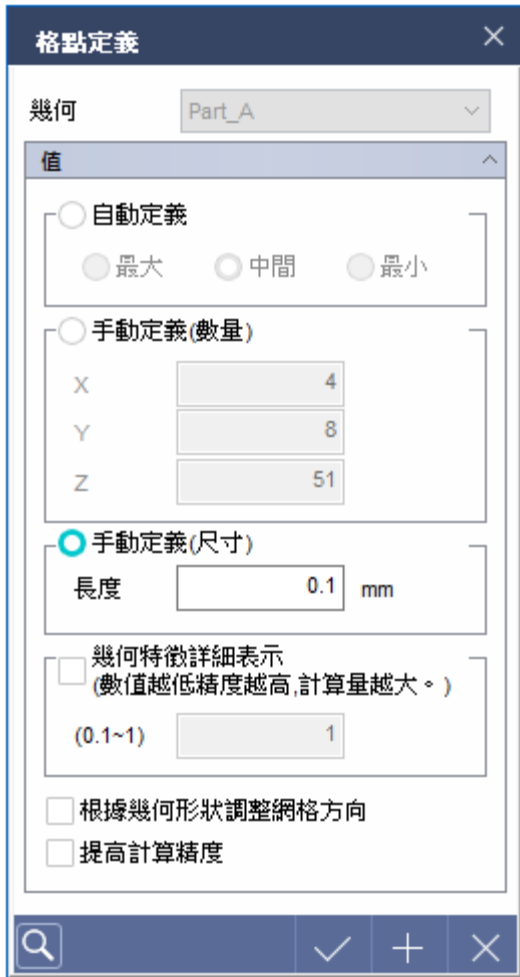 格點定義
幾何 Part_A
值
自動定義
最大 中間 最小
手動定義(數量)
X 4
Y 8
Z 51
手動定義(尺寸)
長度 0.1 mm
幾何特徵詳細表示
(數值越低精度越高,計算量越大。)
(0.1~1) 1
根據幾何形狀調整網格方向
提高計算精度